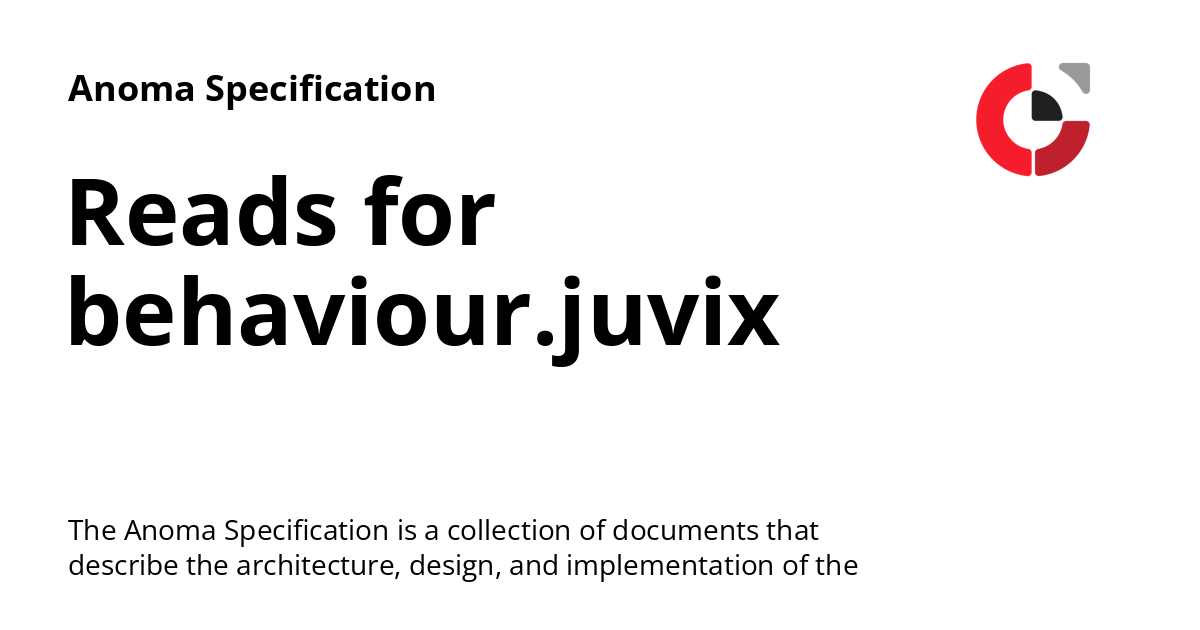 Anoma Specification
Reads for
behaviour.juvix
The Anoma Specification is a collection of documents that
describe the architecture, design, and implementation of the